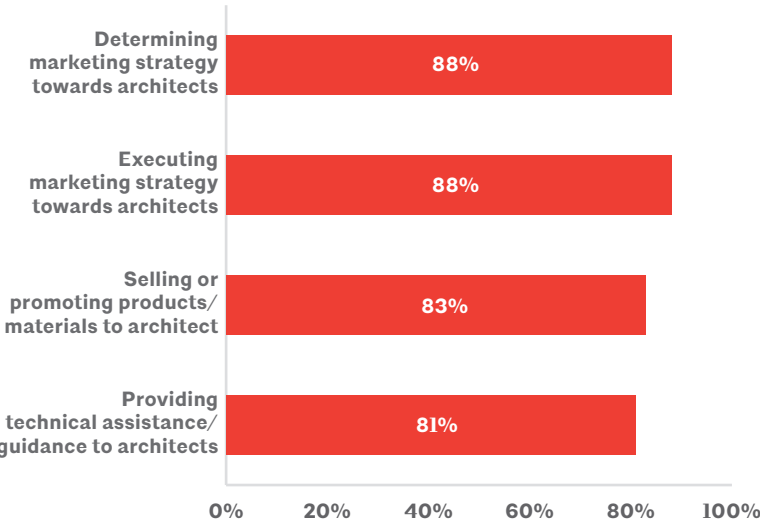 Determining
marketing strategy
towards architects
88%
Executing
marketing strategy
towards architects
88%
Selling or
promoting products/
materials to architect
83%
Providing
technical assistance/
guidance to architects
81%
0% 20% 40% 60% 80% 100%